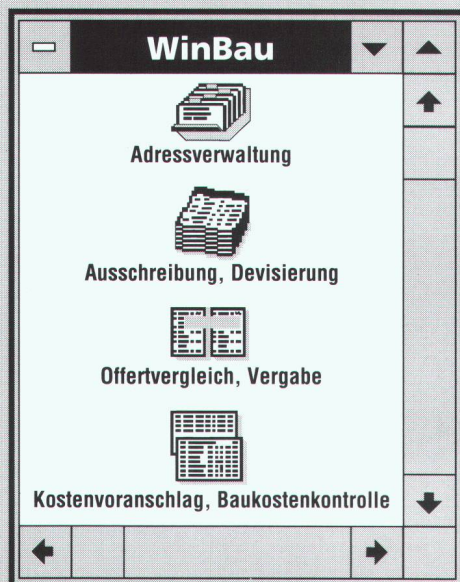 WinBau
Adressverwaltung
Ausschreibung, Devisierung
Offertvergleich, Vergabe
Kostenvoranschlag, Baukostenkontrolle